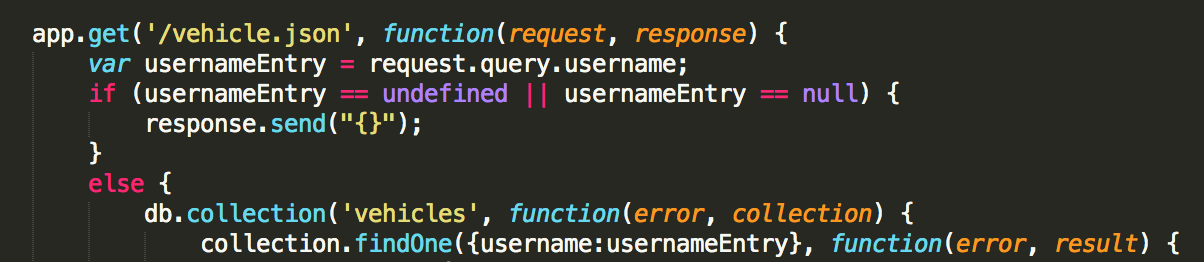 app.get('/vehicle.json', function(request, response) {
    var usernameEntry = request.query.username;
    if (usernameEntry == undefined || usernameEntry == null) {
        response.send("{}");
    }
    else {
        db.collection('vehicles', function(error, collection) {
            collection.findOne({username:usernameEntry}, function(error, result) {